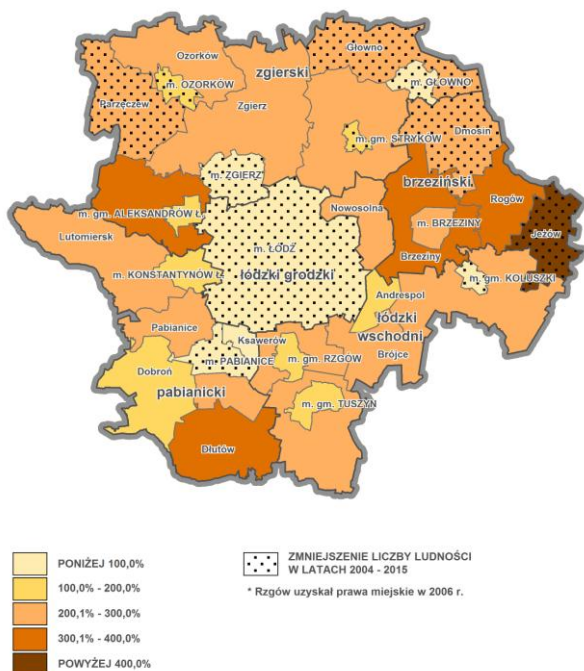 Ozorków
zgierski
Głowno
m. OZORKÓW
m. GŁOWNO
Parzęczew
Zgierz
Dmosin
m. gm. STRYKÓW
m. ZGIERZ
brzeziński
Rogów
m. gm. ALEKSANDRÓW Ł.
Nowosolna
m. BRZEZINY
Jeżów
Lutomiersk
m. ŁÓDŹ
Brzeziny
m. KONSTANTYNÓW Ł.
łódzki grodzki
m. gm. KOLUSZKI
Andrespol
łódzki
wschodni
Pabianice
Ksawerów
Brójce
m. PABIANICE
m. gm. RZGÓW
Dobroń
pabianicki
m. gm. TUSZYN
Dłutów
PONIŻEJ 100,0%
100,0% - 200,0%
200,1% - 300,0%
300,1% - 400,0%
POWYŻEJ 400,0%
ZMNIEJSZENIE LICZBY LUDNOŚCI
W LATACH 2004 - 2015
* Rzgów uzyskał prawa miejskie w 2006 r.